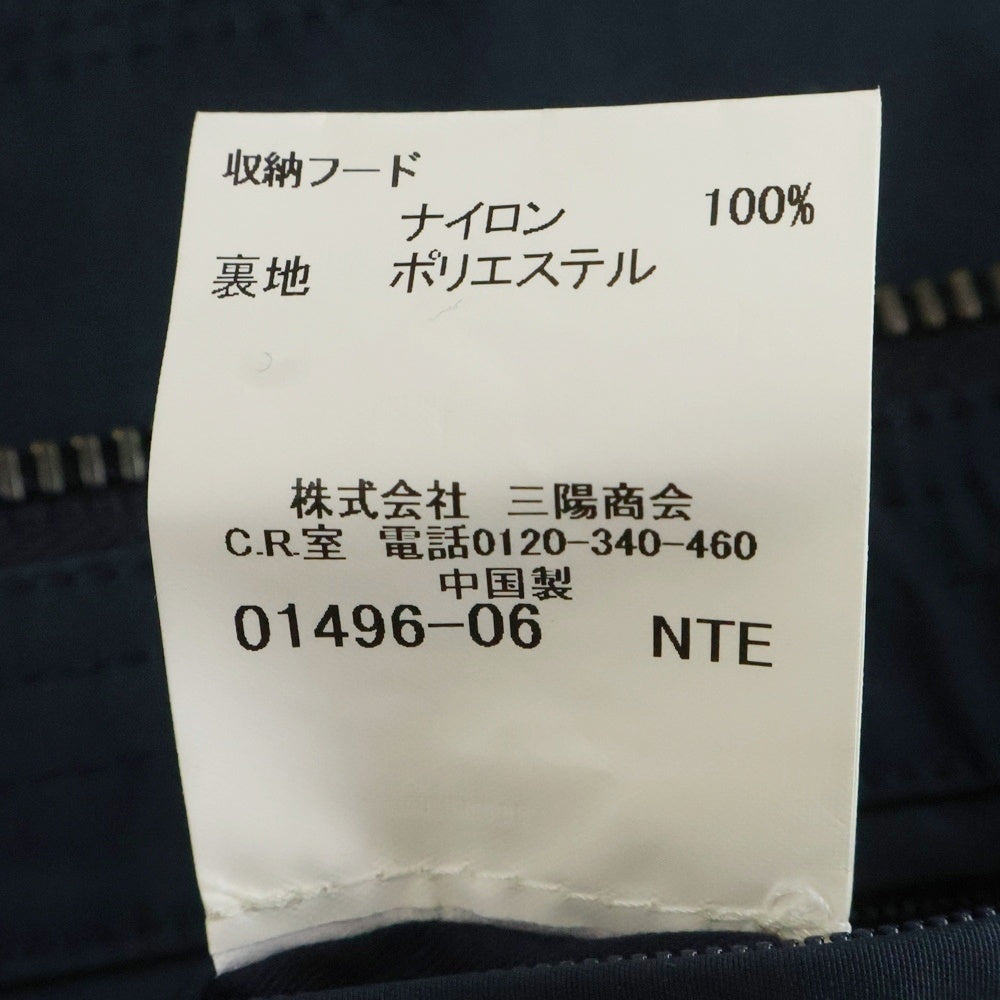 収納フード
ナイロン 100%
裏地 ポリエステル
株式会社 三陽商会
C.R.室 電話0120-340-460
中国製
01496-06 NTE